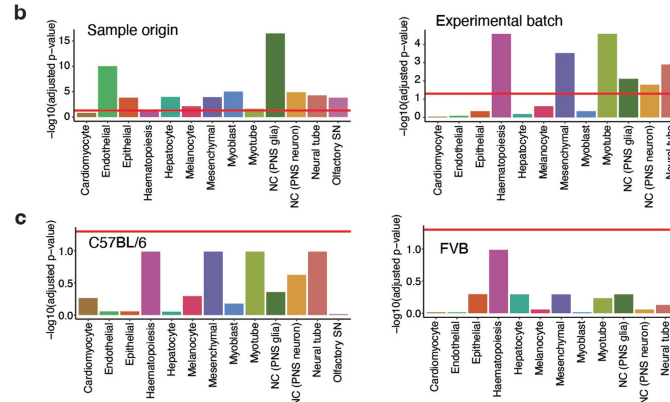 b
Sample origin
−log10(adjusted p-value)
15
10
5
0
Cardiomyocyte
Endothelial
Epithelial
Haematopoiesis
Hepatocyte
Melanocyte
Mesenchymal
Myoblast
Myotube
NC (PNS glia)
NC (PNS neuron)
Neural tube
Olfactory SN
Experimental batch
−log10(adjusted p-value)
4
3
2
1
0
Cardiomyocyte
Endothelial
Epithelial
Haematopoiesis
Hepatocyte
Melanocyte
Mesenchymal
Myoblast
Myotube
NC (PNS glia)
NC (PNS neuron)
Neural tube
c
C57BL/6
−log10(adjusted p-value)
1.0
0.5
0.0
Cardiomyocyte
Endothelial
Epithelial
Haematopoiesis
Hepatocyte
Melanocyte
Mesenchymal
Myoblast
Myotube
NC (PNS glia)
NC (PNS neuron)
Neural tube
Olfactory SN
FVB
−log10(adjusted p-value)
1.0
0.5
0.0
Cardiomyocyte
Endothelial
Epithelial
Haematopoiesis
Hepatocyte
Melanocyte
Mesenchymal
Myoblast
Myotube
NC (PNS glia)
NC (PNS neuron)
Neural tube